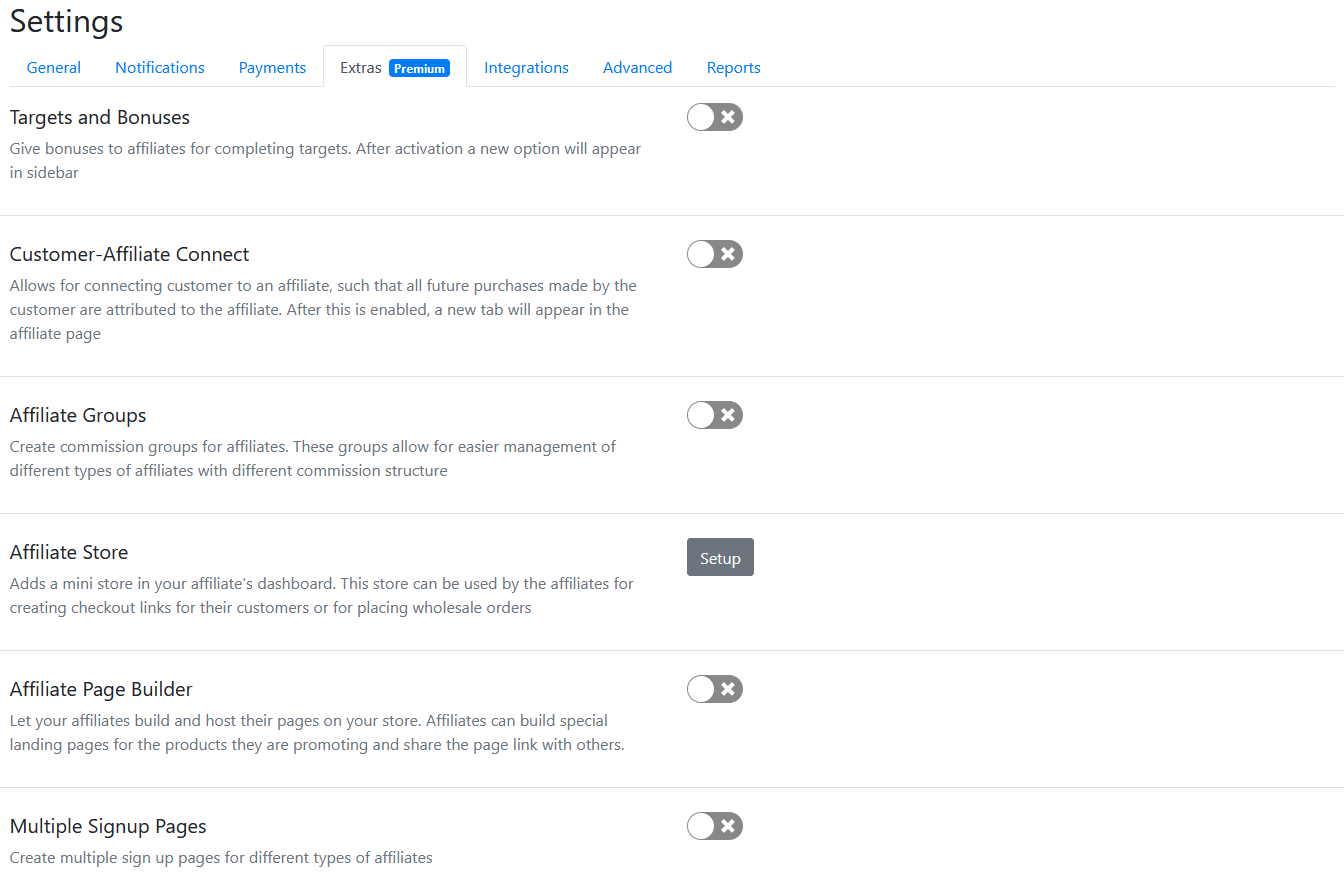 Settings
General Notifications Payments Extras Premium Integrations Advanced Reports
Targets and Bonuses
Give bonuses to affiliates for completing targets. After activation a new option will appear
in sidebar
Customer-Affiliate Connect
Allows for connecting customer to an affiliate, such that all future purchases made by the
customer are attributed to the affiliate. After this is enabled, a new tab will appear in the
affiliate page
Affiliate Groups
Create commission groups for affiliates. These groups allow for easier management of
different types of affiliates with different commission structure
Affiliate Store
Setup
Adds a mini store in your affiliate's dashboard. This store can be used by the affiliates for
creating checkout links for their customers or for placing wholesale orders
Affiliate Page Builder
Let your affiliates build and host their pages on your store. Affiliates can build special
landing pages for the products they are promoting and share the page link with others.
Multiple Signup Pages
Create multiple sign up pages for different types of affiliates